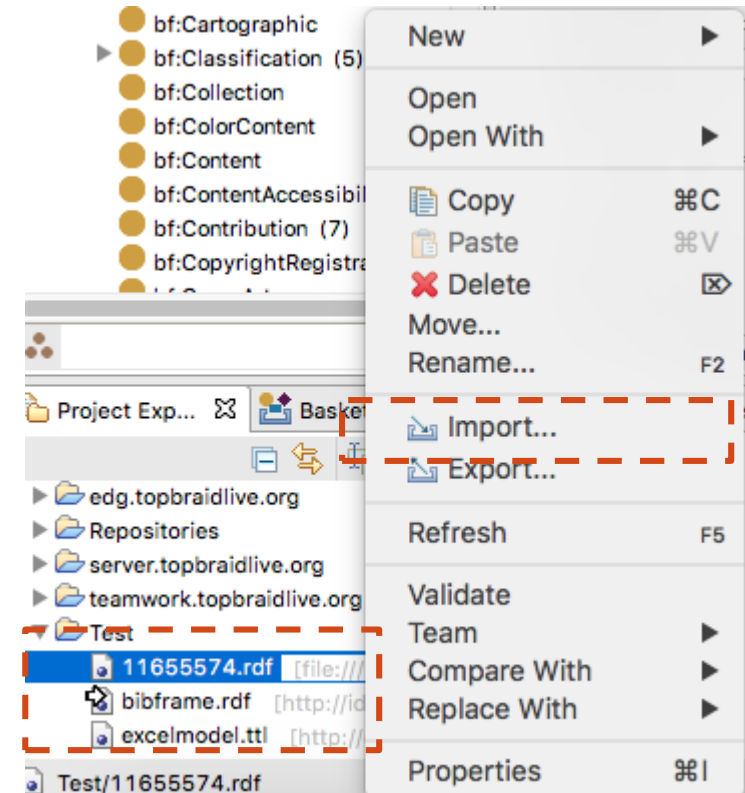 bf:Cartographic
bf:Classification (5)
bf:Collection
bf:ColorContent
bf:Content
bf:ContentAccessibil
bf:Contribution (7)
bf:CopyrightRegistra
Project Exp...
Basket
edg.topbraidlive.org
Repositories
server.topbraidlive.org
teamwork.topbraidlive.org
Test
11655574.rdf [file:///
bibframe.rdf [http://id
excelmodel.ttl [http://
Test/11655574.rdf
New
Open
Open With
Copy ⌘C
Paste ⌘V
Delete ⌦
Move...
Rename... F2
Import...
Export...
Refresh F5
Validate
Team
Compare With
Replace With
Properties ⌘I